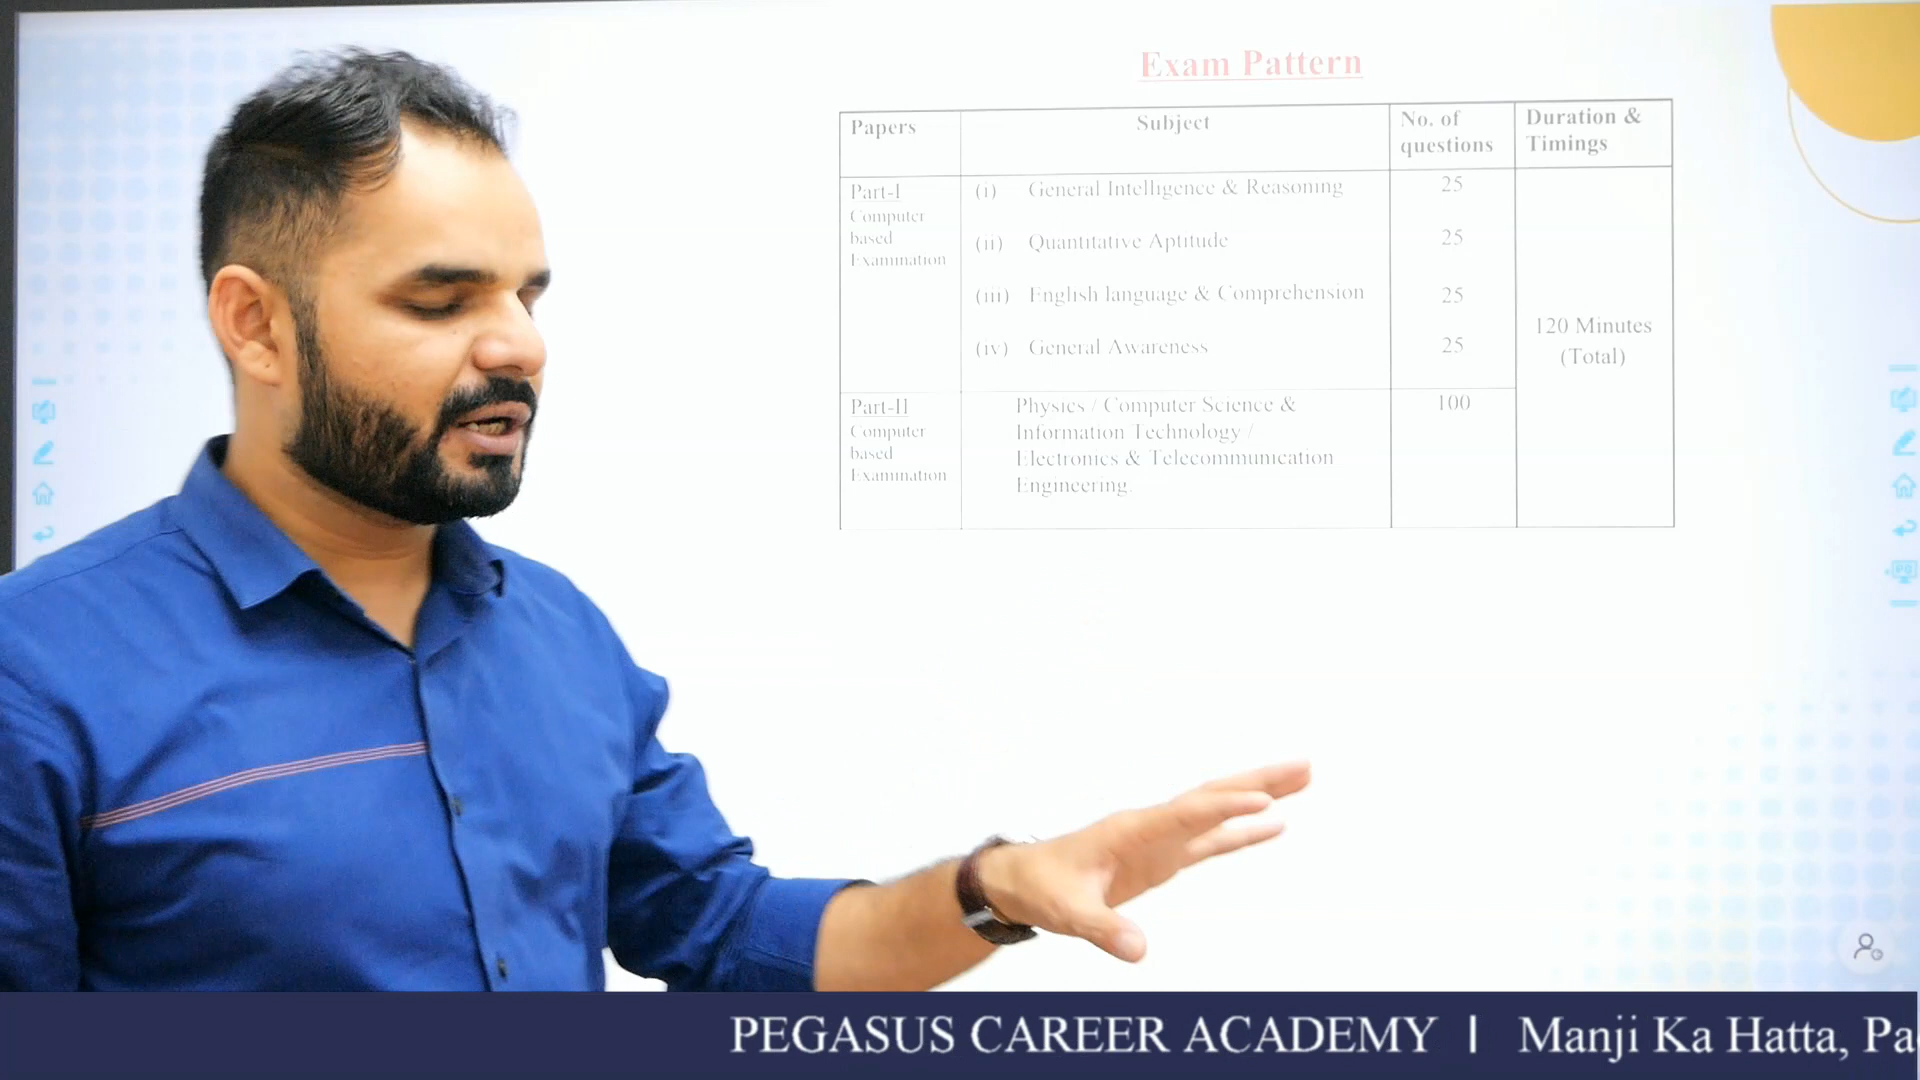 Exam Pattern
Papers
Subject
No. of
questions
Duration &
Timings
Part-I
Computer
based
Examination
(i) General Intelligence & Reasoning
25
(ii) Quantitative Aptitude
25
(iii) English language & Comprehension
25
(iv) General Awareness
25
120 Minutes
(Total)
Part-II
Computer
based
Examination
Physics / Computer Science &
Information Technology /
Electronics & Telecommunication
Engineering.
100
PEGASUS CAREER ACADEMY | Manji Ka Hatta, Pa